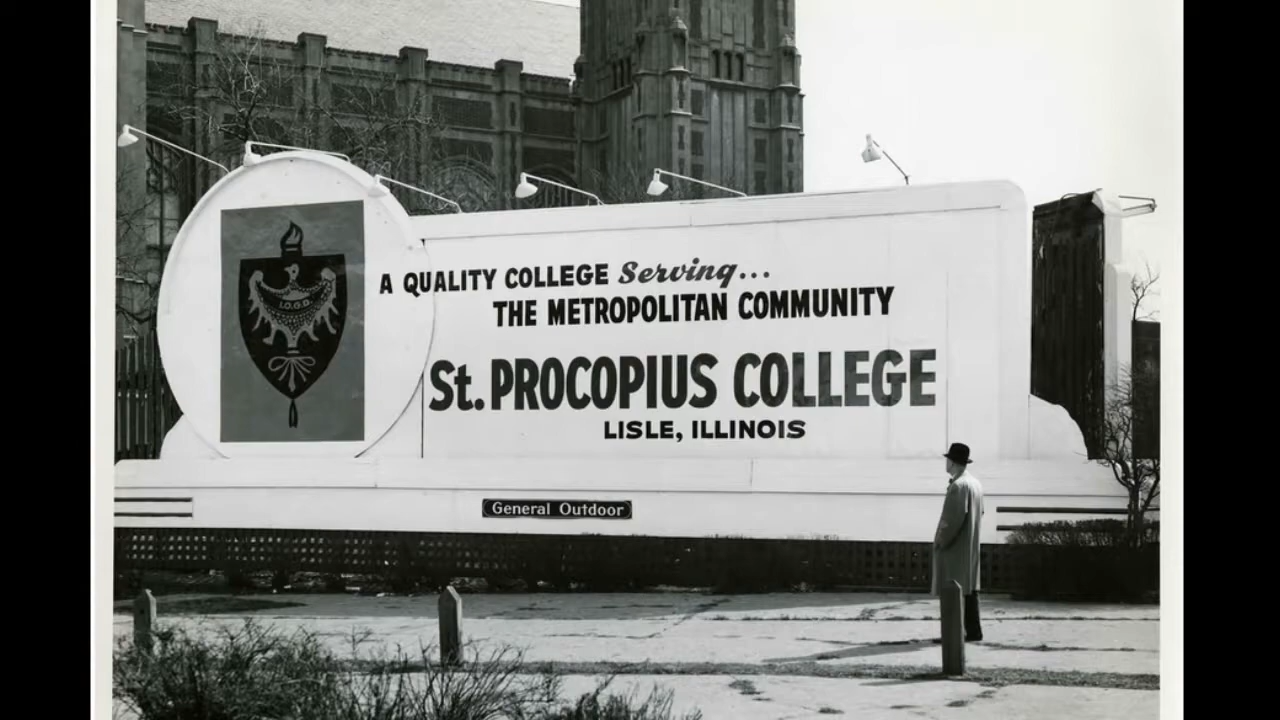 I.O.G.D.
A QUALITY COLLEGE Serving...
THE METROPOLITAN COMMUNITY
St. PROCOPIUS COLLEGE
LISLE, ILLINOIS
General Outdoor